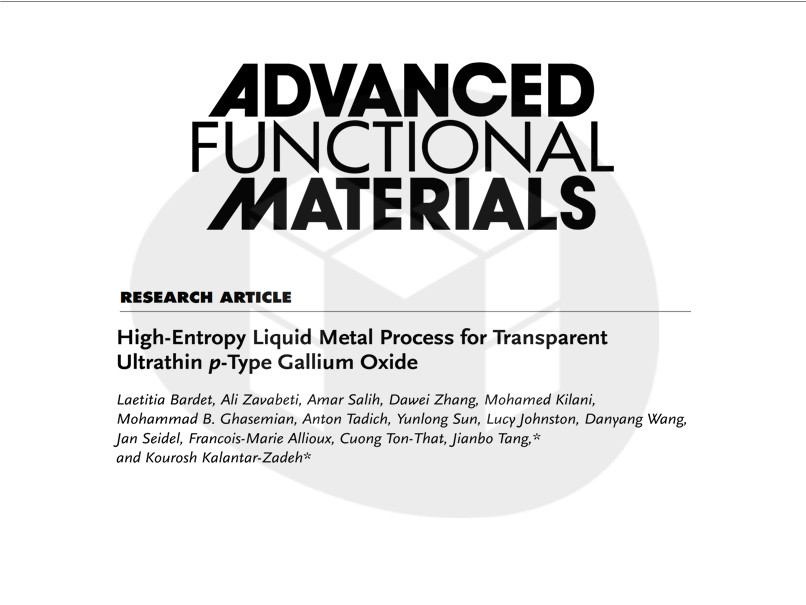 ADVANCED
FUNCTIONAL
MATERIALS
RESEARCH ARTICLE
High-Entropy Liquid Metal Process for Transparent
Ultrathin p-Type Gallium Oxide
Laetitia Bardet, Ali Zavabeti, Amar Salih, Dawei Zhang, Mohamed Kilani,
Mohammad B. Ghasemian, Anton Tadich, Yunlong Sun, Lucy Johnston, Danyang Wang,
Jan Seidel, Francois-Marie Allioux, Cuong Ton-That, Jianbo Tang,*
and Kourosh Kalantar-Zadeh*